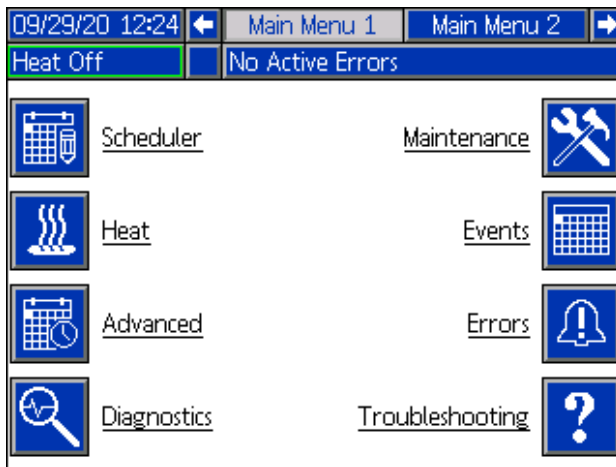 09/29/20 12:24 Main Menu 1 Main Menu 2
Heat Off No Active Errors
Scheduler Maintenance
Heat Events
Advanced Errors
Diagnostics Troubleshooting